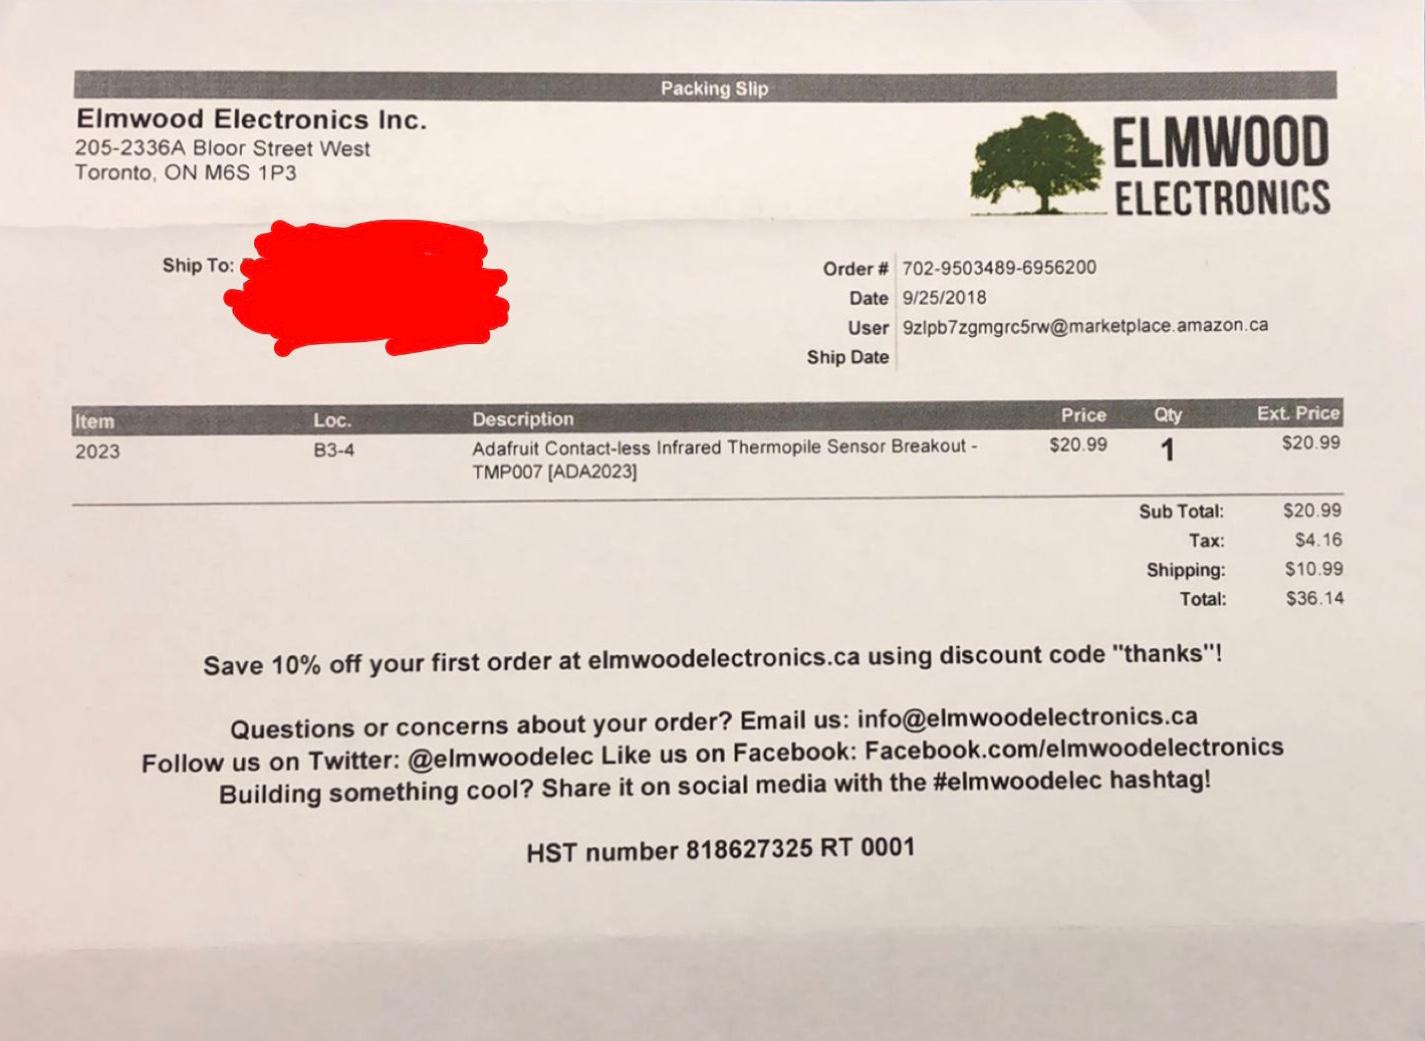 Packing Slip
Elmwood Electronics Inc.
205-2336A Bloor Street West
Toronto, ON M6S 1P3
ELMWOOD
ELECTRONICS
Ship To:
Order # 702-9503489-6956200
Date 9/25/2018
User 9zlpb7zgmgrc5rw@marketplace.amazon.ca
Ship Date
Item Loc. Description Price Qty Ext. Price
2023 B3-4 Adafruit Contact-less Infrared Thermopile Sensor Breakout - $20.99 1 $20.99
TMP007 [ADA2023]
Sub Total: $20.99
Tax: $4.16
Shipping: $10.99
Total: $36.14
Save 10% off your first order at elmwoodelectronics.ca using discount code "thanks"!
Questions or concerns about your order? Email us: info@elmwoodelectronics.ca
Follow us on Twitter: @elmwoodelec Like us on Facebook: Facebook.com/elmwoodelectronics
Building something cool? Share it on social media with the #elmwoodelec hashtag!
HST number 818627325 RT 0001